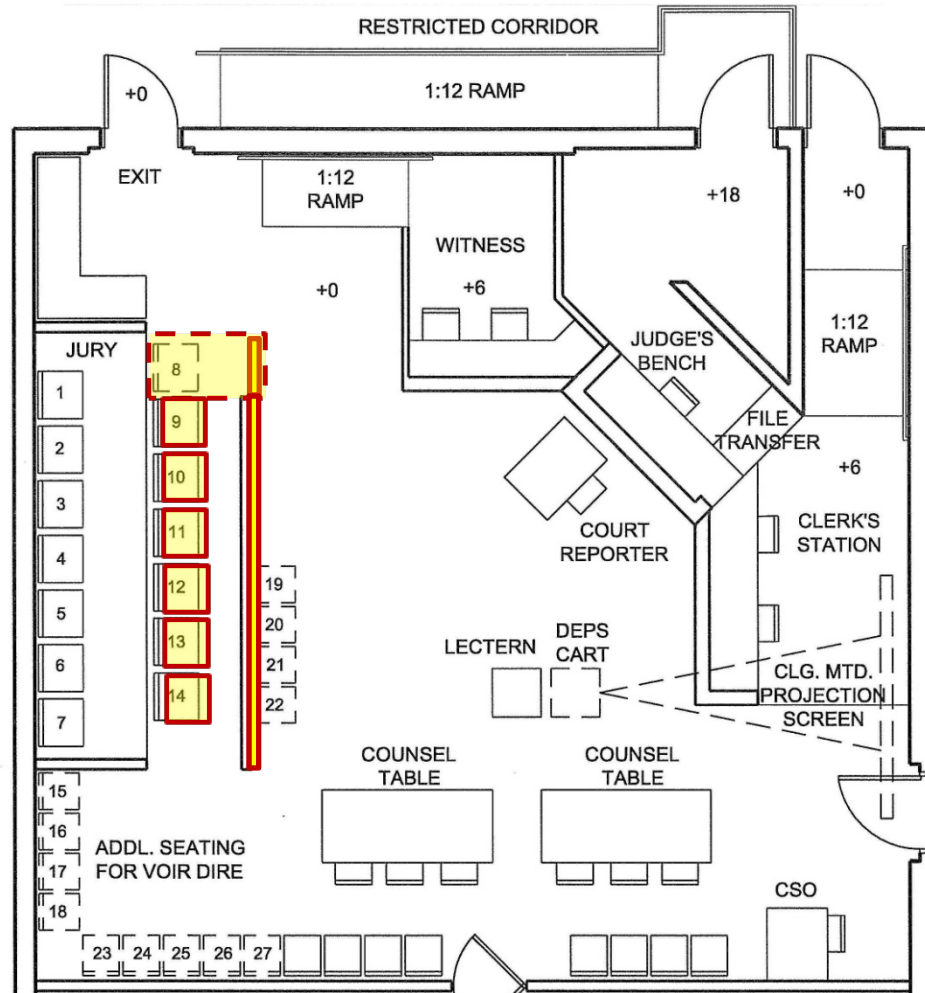 RESTRICTED CORRIDOR
1:12 RAMP
+0
EXIT
1:12
RAMP
WITNESS
+6
+18
+0
+0
1:12
RAMP
JUDGE'S
BENCH
FILE
TRANSFER
+6
CLERK'S
STATION
COURT
REPORTER
JURY
1
2
3
4
5
6
7
8
9
10
11
12
13
14
19
20
21
22
LECTERN
DEPS
CART
CLG. MTD.
PROJECTION
SCREEN
COUNSEL
TABLE
COUNSEL
TABLE
15
16
17
18
ADDL. SEATING
FOR VOIR DIRE
CSO
23 24 25 26 27